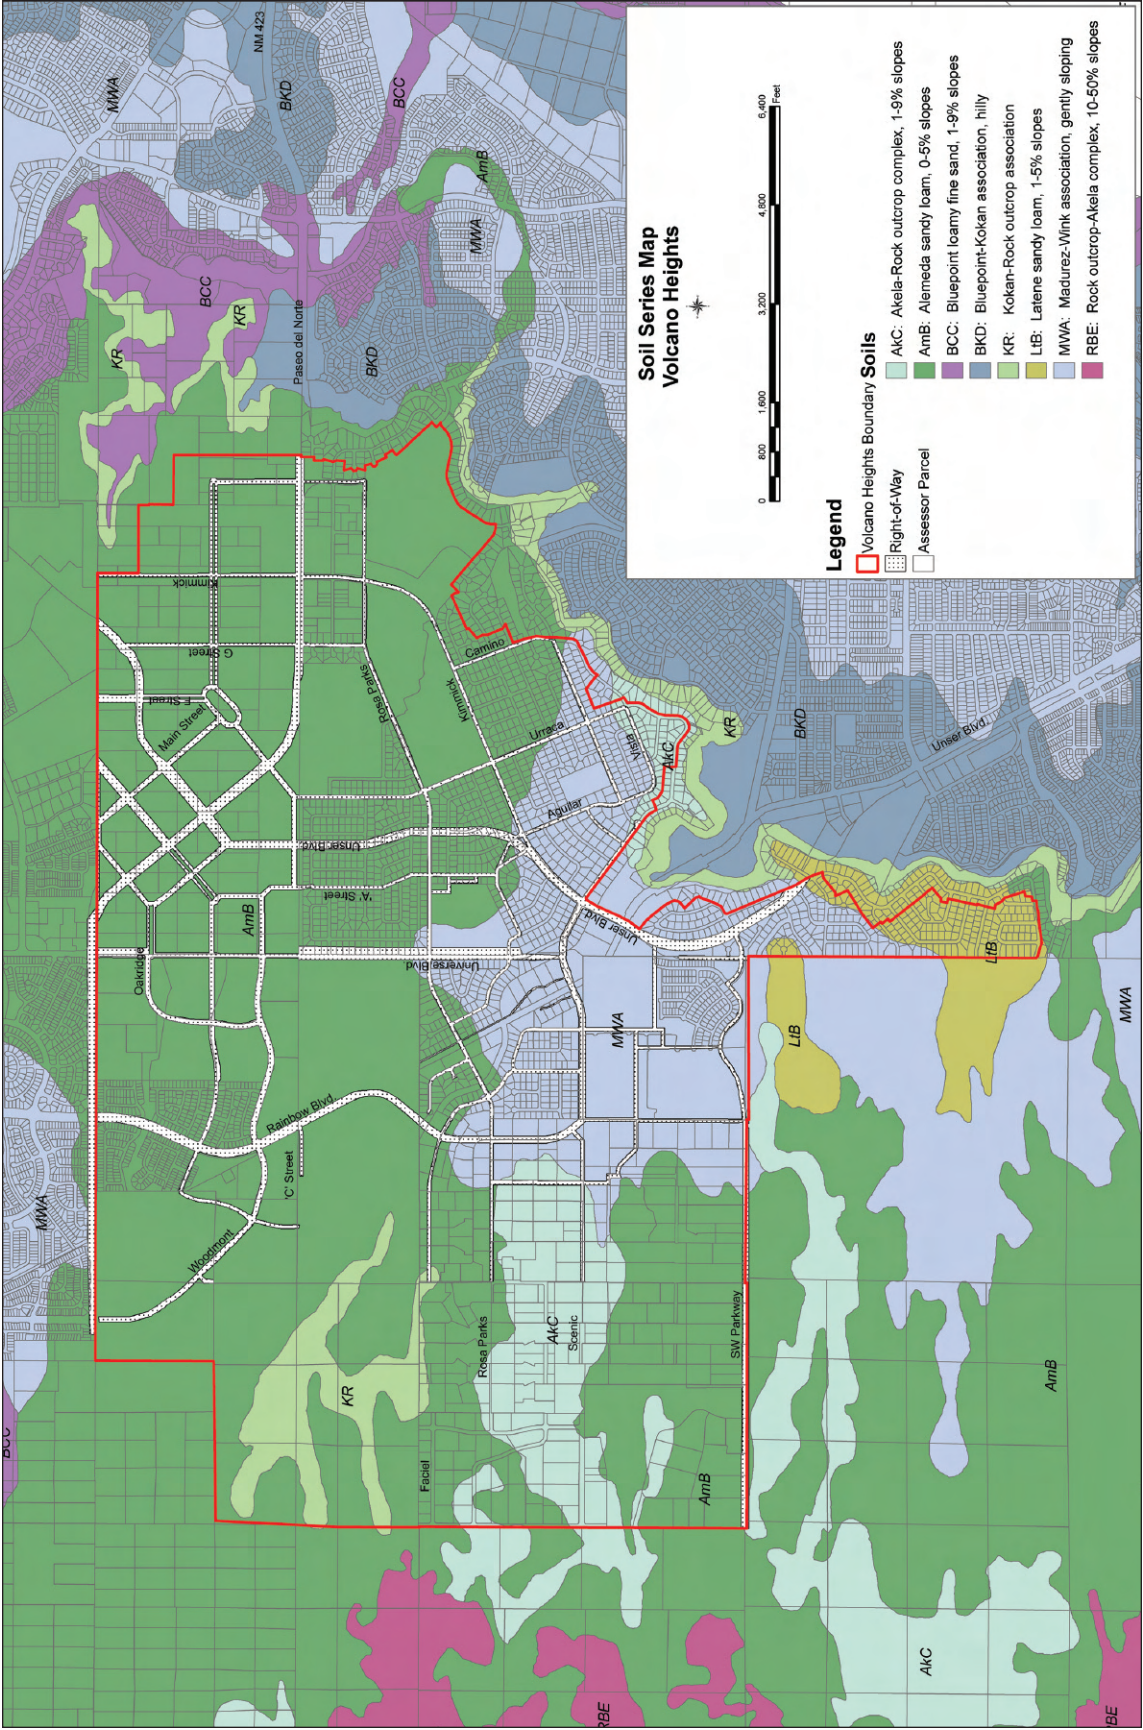 BCC
MWA
MWA
NM 423
Woodmont
Oakridge
KR
Kimmick
G Street
F Street
Main Street
BCC
KR
AmB
'C' Street
Rainbow Blvd.
Paseo del Norte
BKD
KR
'A' Street
Unser Blvd
Rosa Parks
BKD
BCC
Faciel
Universe Blvd
Kimmick
Camino
MWA
AmB
Rosa Parks
Urraca
AkC
Scenic
Aguilar
RBE
MWA
Unser Blvd.
Vista
AkC
AmB
SW Parkway
KR
LtB
BKD
AkC
Unser Blvd
LtB
AmB
RBE
MWA
Soil Series Map
Volcano Heights
0 800 1,600 3,200 4,800 6,400
Feet
Legend
Volcano Heights Boundary
Right-of-Way
Assessor Parcel
Soils
AkC: Akela-Rock outcrop complex, 1-9% slopes
AmB: Alemeda sandy loam, 0-5% slopes
BCC: Bluepoint loamy fine sand, 1-9% slopes
BKD: Bluepoint-Kokan association, hilly
KR: Kokan-Rock outcrop association
LtB: Latene sandy loam, 1-5% slopes
MWA: Madurez-Wink association, gently sloping
RBE: Rock outcrop-Akela complex, 10-50% slopes